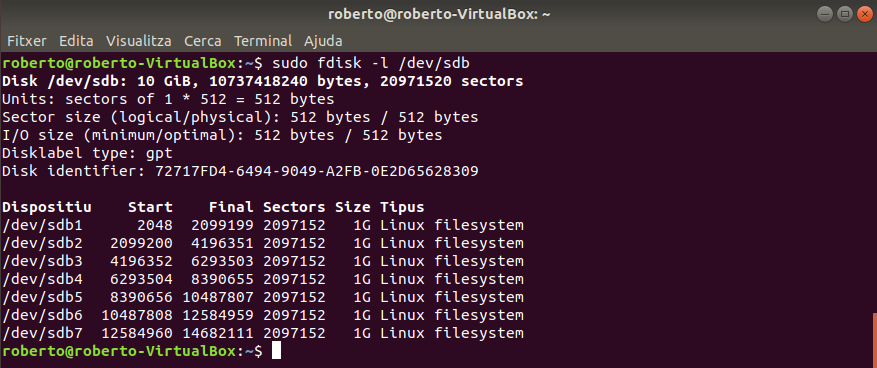 roberto@roberto-VirtualBox: ~
Fitxer Edita Visualitza Cerca Terminal Ajuda
roberto@roberto-VirtualBox:~$ sudo fdisk -l /dev/sdb
Disk /dev/sdb: 10 GiB, 10737418240 bytes, 20971520 sectors
Units: sectors of 1 * 512 = 512 bytes
Sector size (logical/physical): 512 bytes / 512 bytes
I/O size (minimum/optimal): 512 bytes / 512 bytes
Disklabel type: gpt
Disk identifier: 72717FD4-6494-9049-A2FB-0E2D65628309
Dispositiu    Start    Final Sectors Size Tipus
/dev/sdb1      2048  2099199 2097152   1G Linux filesystem
/dev/sdb2   2099200  4196351 2097152   1G Linux filesystem
/dev/sdb3   4196352  6293503 2097152   1G Linux filesystem
/dev/sdb4   6293504  8390655 2097152   1G Linux filesystem
/dev/sdb5   8390656 10487807 2097152   1G Linux filesystem
/dev/sdb6  10487808 12584959 2097152   1G Linux filesystem
/dev/sdb7  12584960 14682111 2097152   1G Linux filesystem
roberto@roberto-VirtualBox:~$